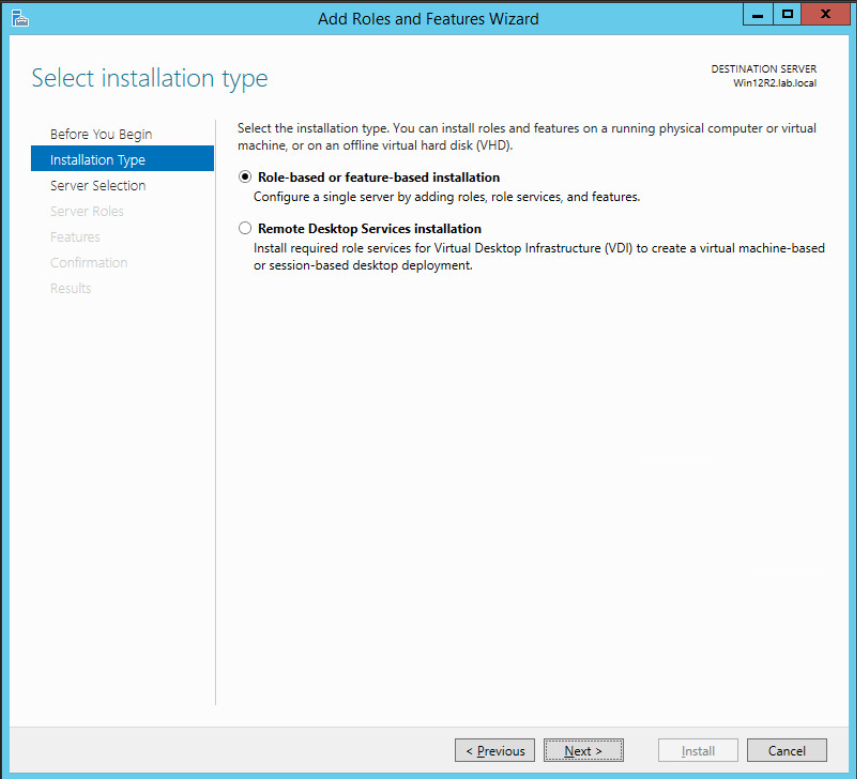 Add Roles and Features Wizard
Select installation type
DESTINATION SERVER
Win12R2.lab.local
Before You Begin
Installation Type
Server Selection
Server Roles
Features
Confirmation
Results
Select the installation type. You can install roles and features on a running physical computer or virtual
machine, or on an offline virtual hard disk (VHD).
Role-based or feature-based installation
Configure a single server by adding roles, role services, and features.
Remote Desktop Services installation
Install required role services for Virtual Desktop Infrastructure (VDI) to create a virtual machine-based
or session-based desktop deployment.
< Previous
Next >
Install
Cancel